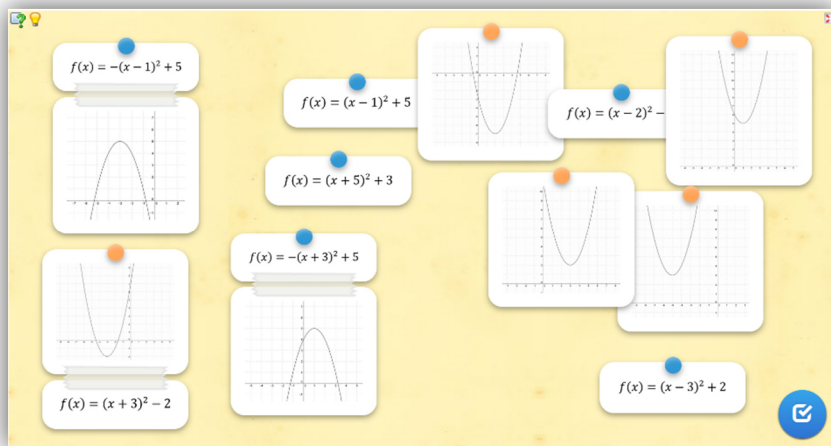 f(x) = −(x − 1)² + 5
f(x) = (x − 1)² + 5
f(x) = (x − 2)² −
f(x) = (x + 5)² + 3
f(x) = −(x + 3)² + 5
f(x) = (x − 3)² + 2
f(x) = (x + 3)² − 2